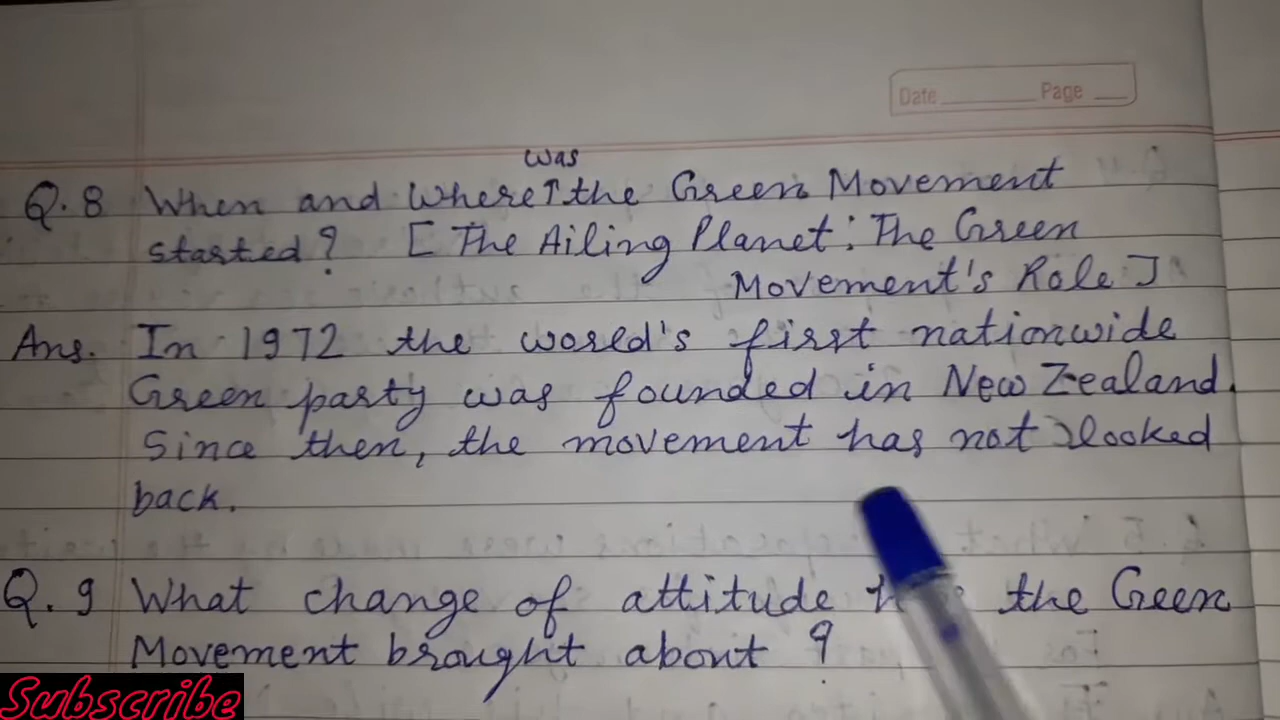 Date Page
was
Q.8 When and where↑the Green Movement
started? [ The Ailing Planet: The Green
Movement's Role ]
Ans. In 1972 the world's first nationwide
Green party was founded in New Zealand.
Since then, the movement has not looked
back.
Q.9 What change of attitude the Green
Movement brought about ?
Subscribe